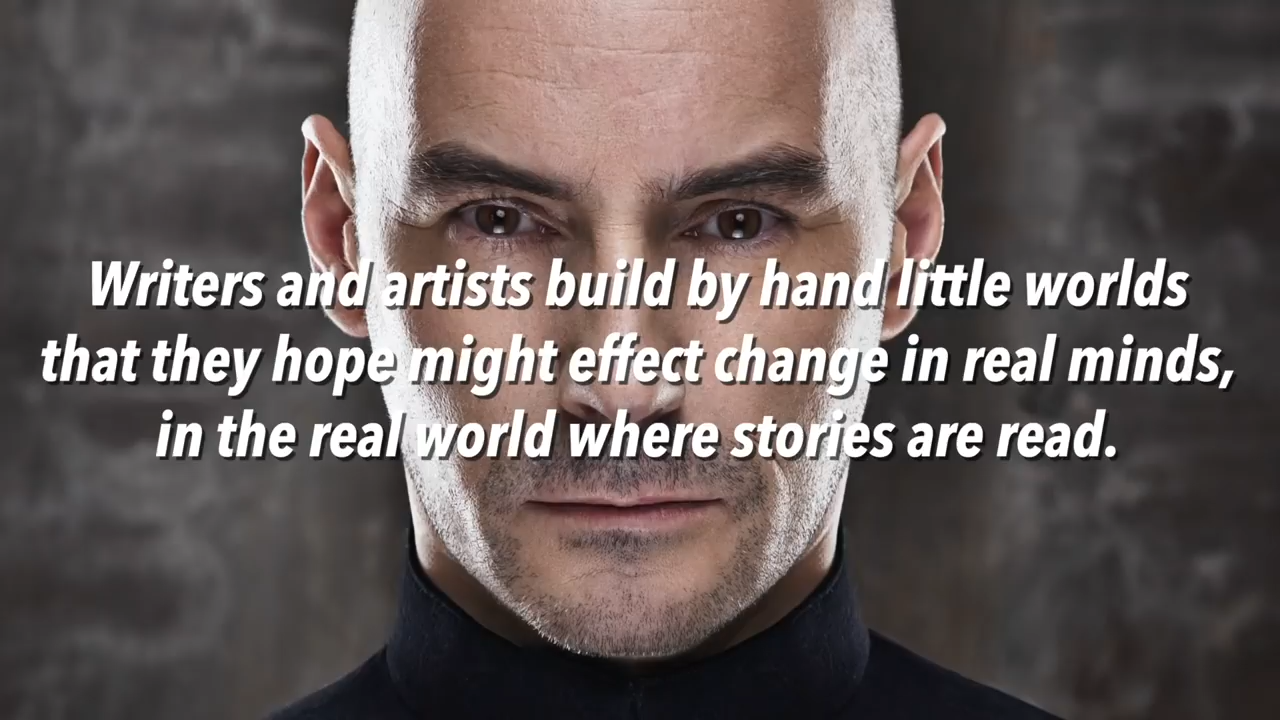 Writers and artists build by hand little worlds
that they hope might effect change in real minds,
in the real world where stories are read.